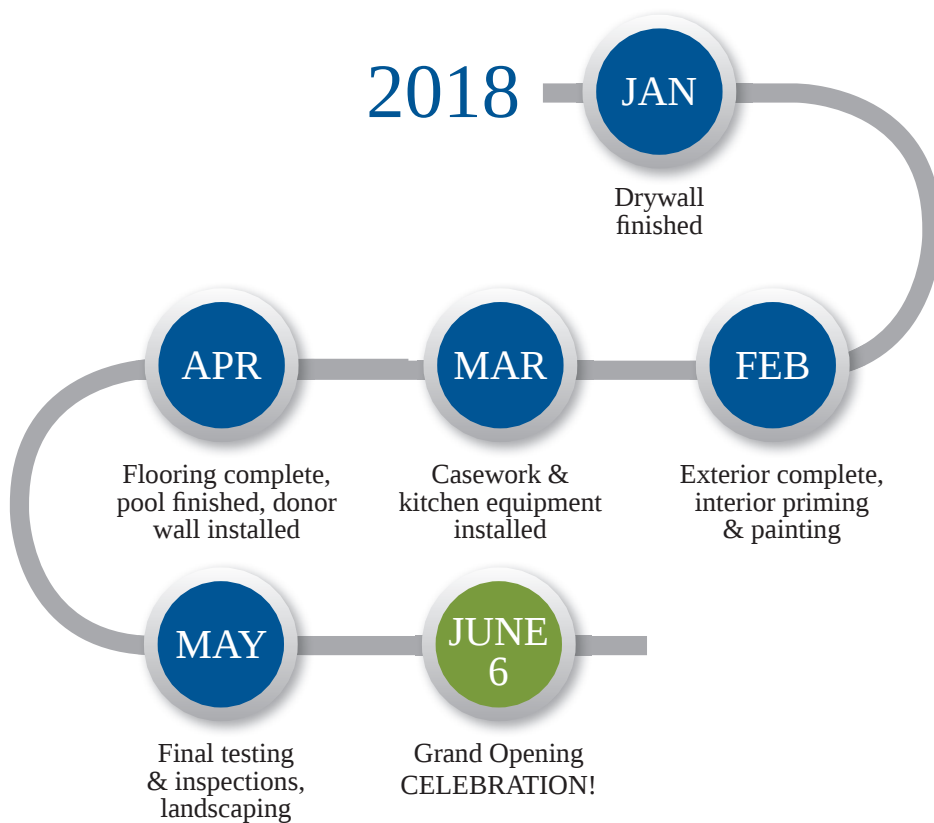 2018
JAN
Drywall
finished
FEB
Exterior complete,
interior priming
& painting
MAR
Casework &
kitchen equipment
installed
APR
Flooring complete,
pool finished, donor
wall installed
MAY
Final testing
& inspections,
landscaping
JUNE
6
Grand Opening
CELEBRATION!